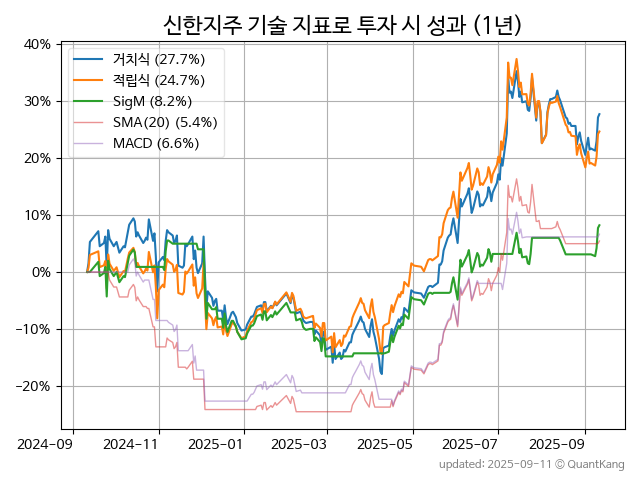 신한지주 기술 지표로 투자 시 성과 (1년)
거치식 (27.7%)
적립식 (24.7%)
SigM (8.2%)
SMA(20) (5.4%)
MACD (6.6%)
40%
30%
20%
10%
0%
−10%
−20%
2024-09 2024-11 2025-01 2025-03 2025-05 2025-07 2025-09
updated: 2025-09-11 © QuantKang